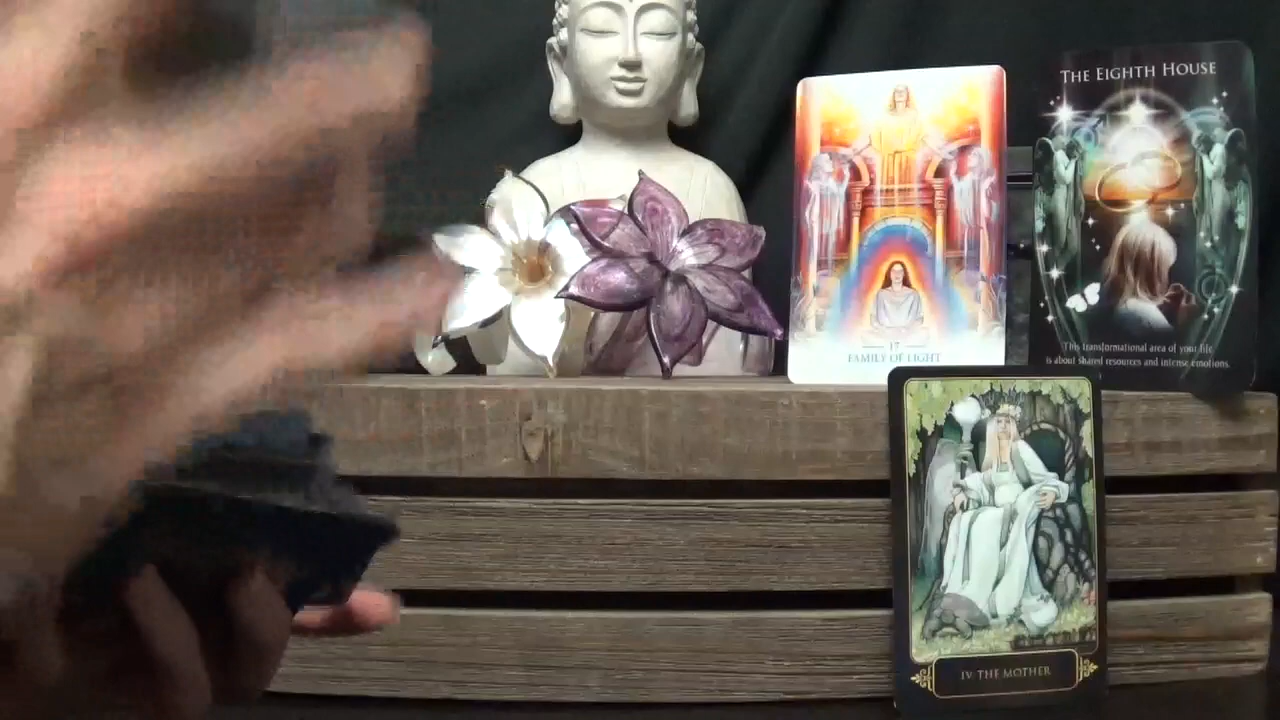 THE EIGHTH HOUSE
This transformational area of your life
is about shared resources and intense emotions.
17
FAMILY OF LIGHT
IV. THE MOTHER